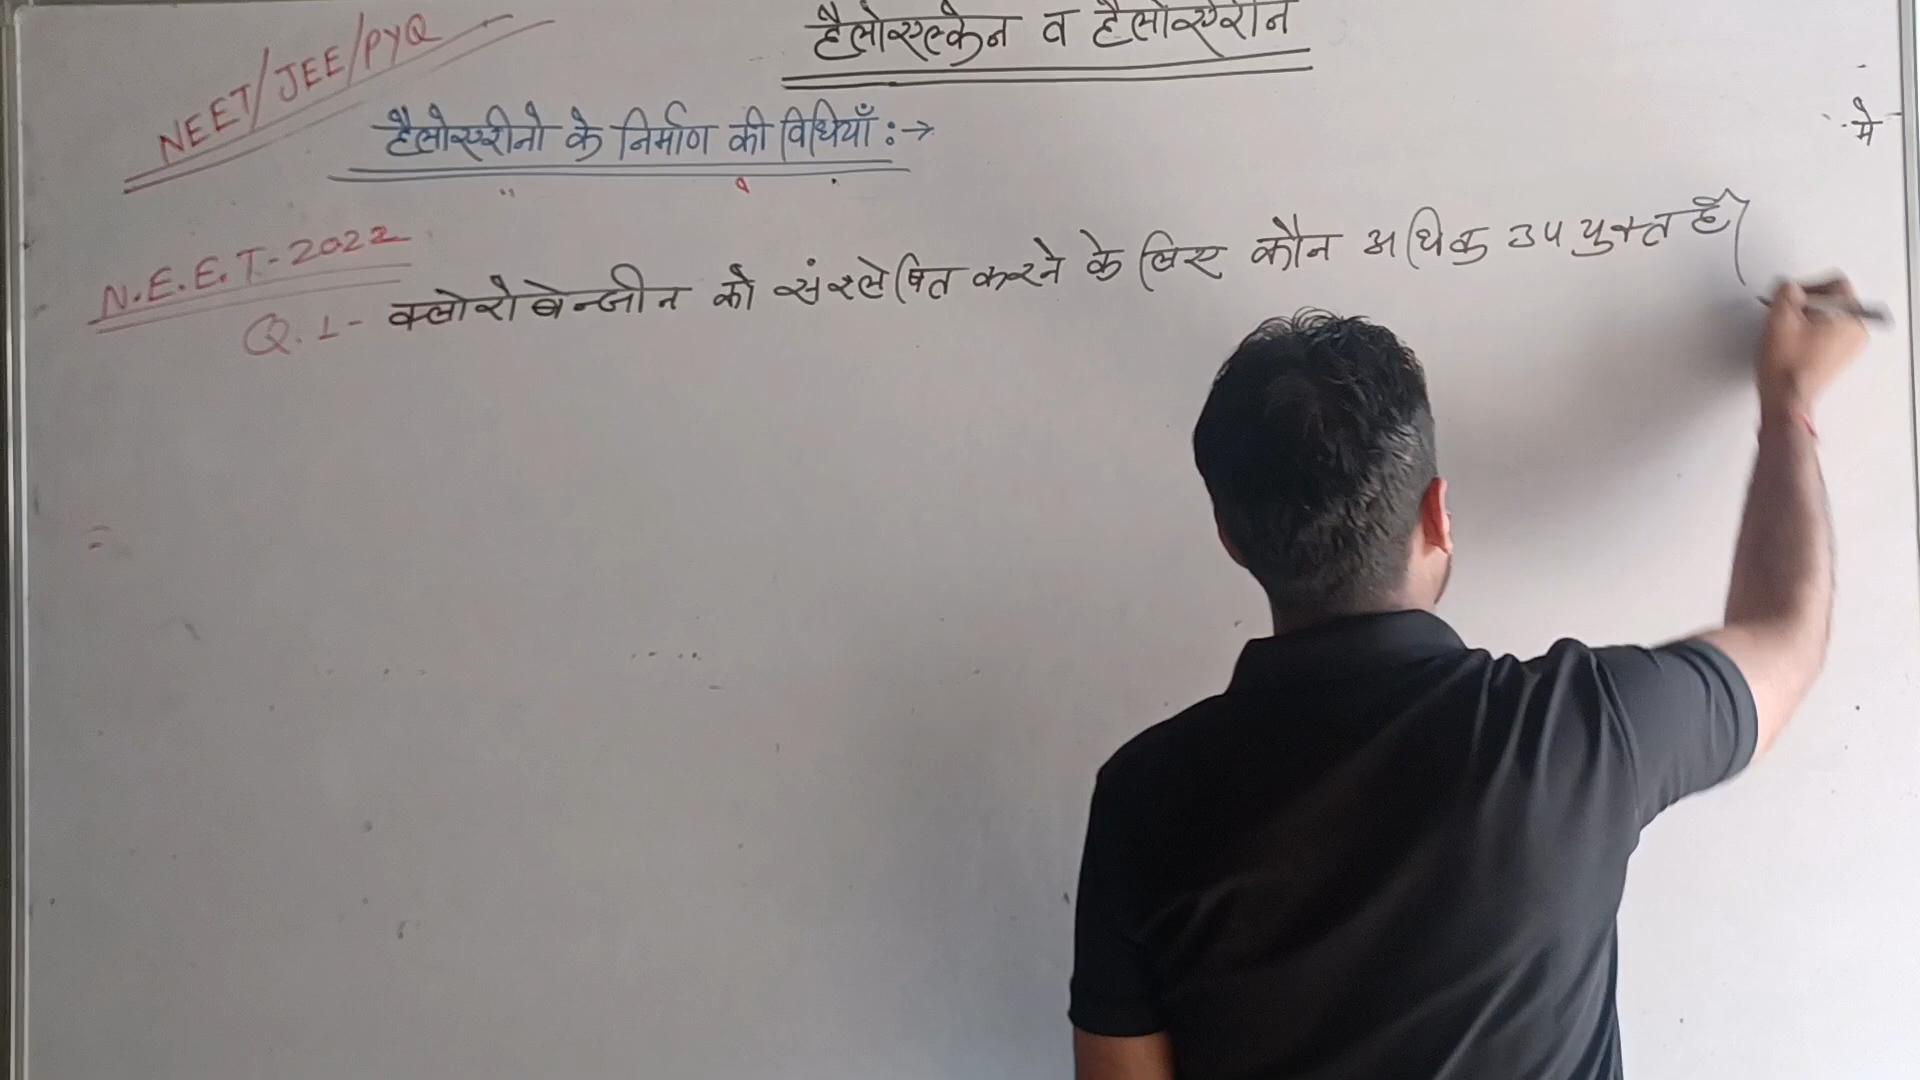 हैलोएल्केन व हैलोएरीन
NEET/JEE/PYQ
हैलोएरीनो के निर्माण की विधियाँ :→
मे
N.E.E.T-2022
Q.1- क्लोरोबेन्जीन को संश्लेषित करने के लिए कौन अधिक उपयुक्त है।